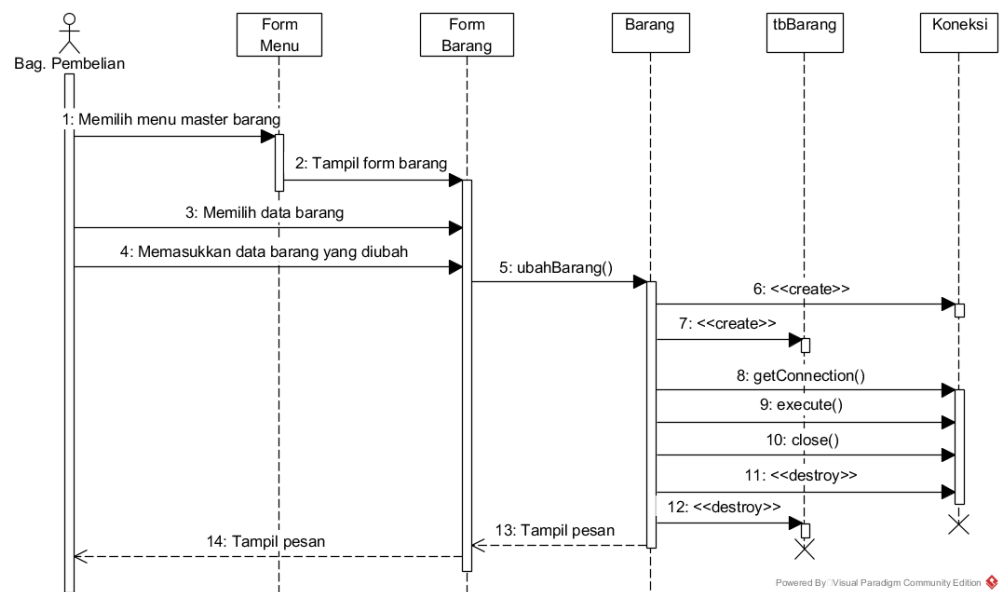 Form
Menu
Form
Barang
Barang
tbBarang
Koneksi
Bag. Pembelian
1: Memilih menu master barang
2: Tampil form barang
3: Memilih data barang
4: Memasukkan data barang yang diubah
5: ubahBarang()
6: <<create>>
7: <<create>>
8: getConnection()
9: execute()
10: close()
11: <<destroy>>
12: <<destroy>>
13: Tampil pesan
14: Tampil pesan
Powered By Visual Paradigm Community Edition